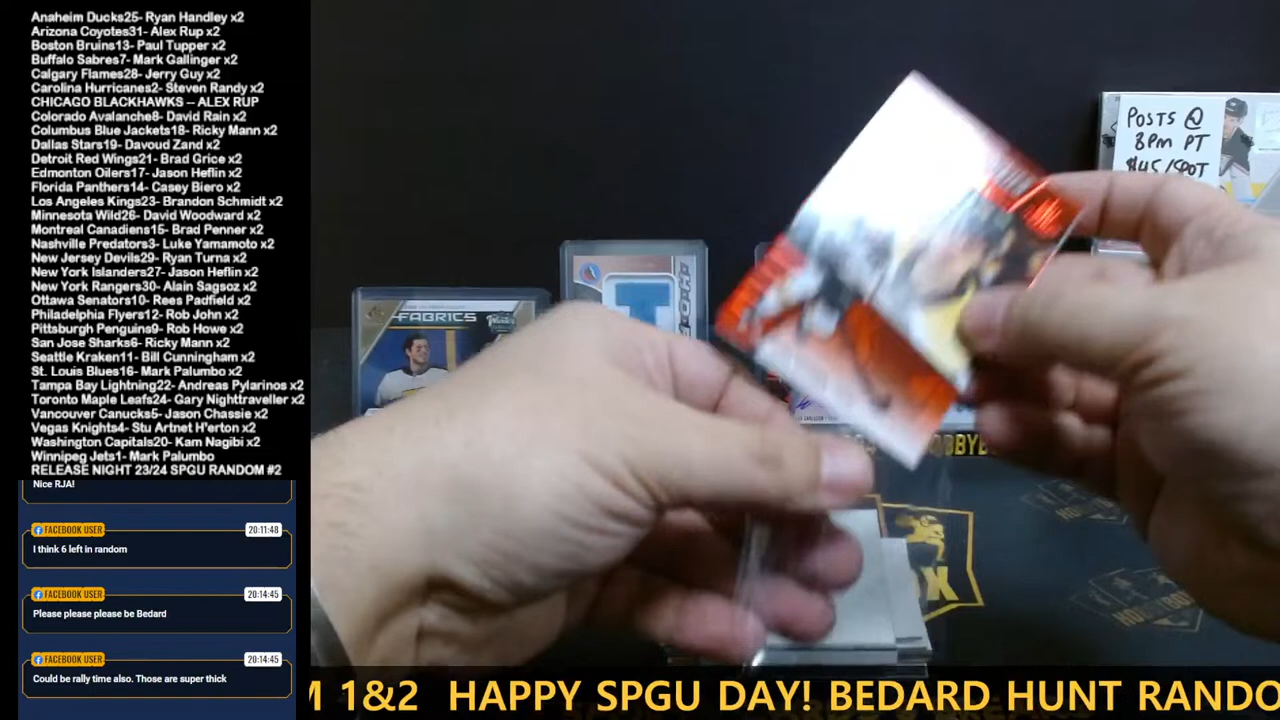 Anaheim Ducks25- Ryan Handley x2
Arizona Coyotes31- Alex Rup x2
Boston Bruins13- Paul Tupper x2
Buffalo Sabres7- Mark Gallinger x2
Calgary Flames28- Jerry Guy x2
Carolina Hurricanes2- Steven Randy x2
CHICAGO BLACKHAWKS -- ALEX RUP
Colorado Avalanche8- David Rain x2
Columbus Blue Jackets18- Ricky Mann x2
Dallas Stars19- Davoud Zand x2
Detroit Red Wings21- Brad Grice x2
Edmonton Oilers17- Jason Heflin x2
Florida Panthers14- Casey Biero x2
Los Angeles Kings23- Brandon Schmidt x2
Minnesota Wild26- David Woodward x2
Montreal Canadiens15- Brad Penner x2
Nashville Predators3- Luke Yamamoto x2
New Jersey Devils29- Ryan Turna x2
New York Islanders27- Jason Heflin x2
New York Rangers30- Alain Sagsoz x2
Ottawa Senators10- Rees Padfield x2
Philadelphia Flyers12- Rob John x2
Pittsburgh Penguins9- Rob Howe x2
San Jose Sharks6- Ricky Mann x2
Seattle Kraken11- Bill Cunningham x2
St. Louis Blues16- Mark Palumbo x2
Tampa Bay Lightning22- Andreas Pylarinos x2
Toronto Maple Leafs24- Gary Nighttraveller x2
Vancouver Canucks5- Jason Chassie x2
Vegas Knights4- Stu Artnet H'erton x2
Washington Capitals20- Kam Nagibi x2
Winnipeg Jets1- Mark Palumbo
RELEASE NIGHT 23/24 SPGU RANDOM #2
Nice RJA!
FACEBOOK USER 20:11:48
I think 6 left in random
FACEBOOK USER 20:14:45
Please please please be Bedard
FACEBOOK USER 20:14:45
Could be rally time also. Those are super thick
POSTS @
8PM PT
$45/SPOT
FABRICS
M 1&2 HAPPY SPGU DAY! BEDARD HUNT RANDO